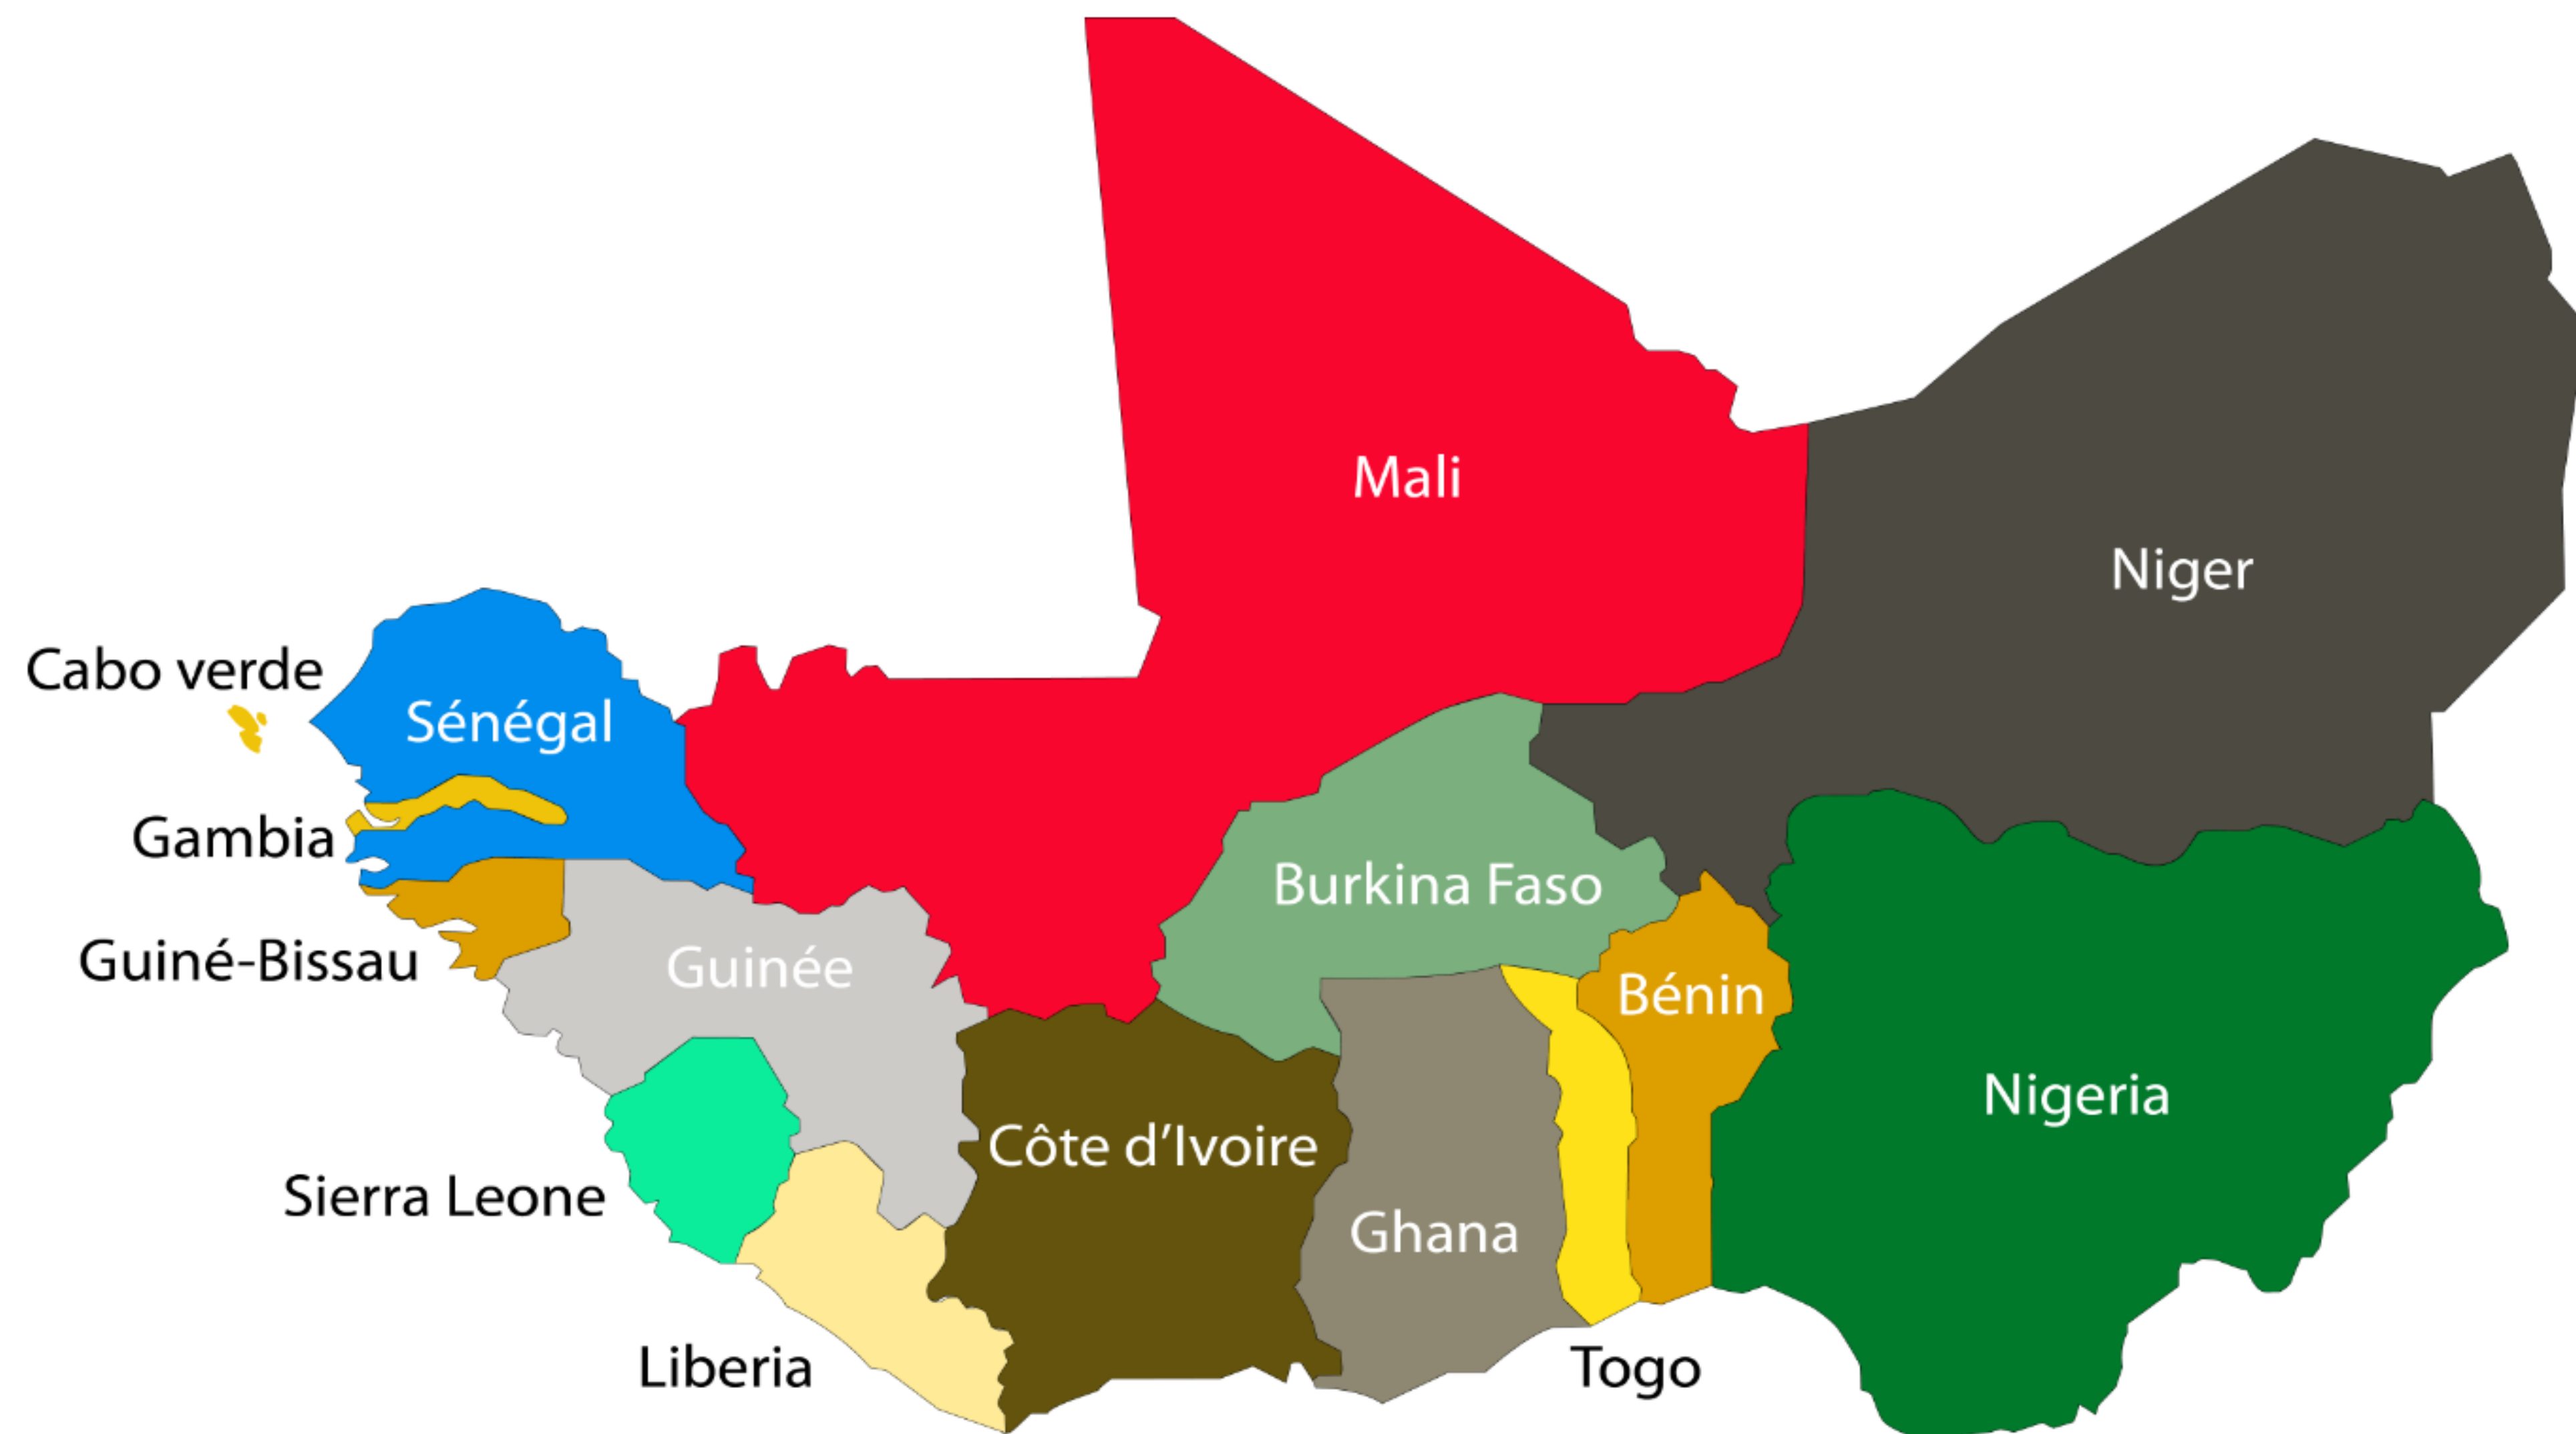 Mali
Niger
Cabo verde
Sénégal
Gambia
Burkina Faso
Guiné-Bissau
Guinée
Bénin
Nigeria
Côte d’Ivoire
Sierra Leone
Ghana
Liberia
Togo